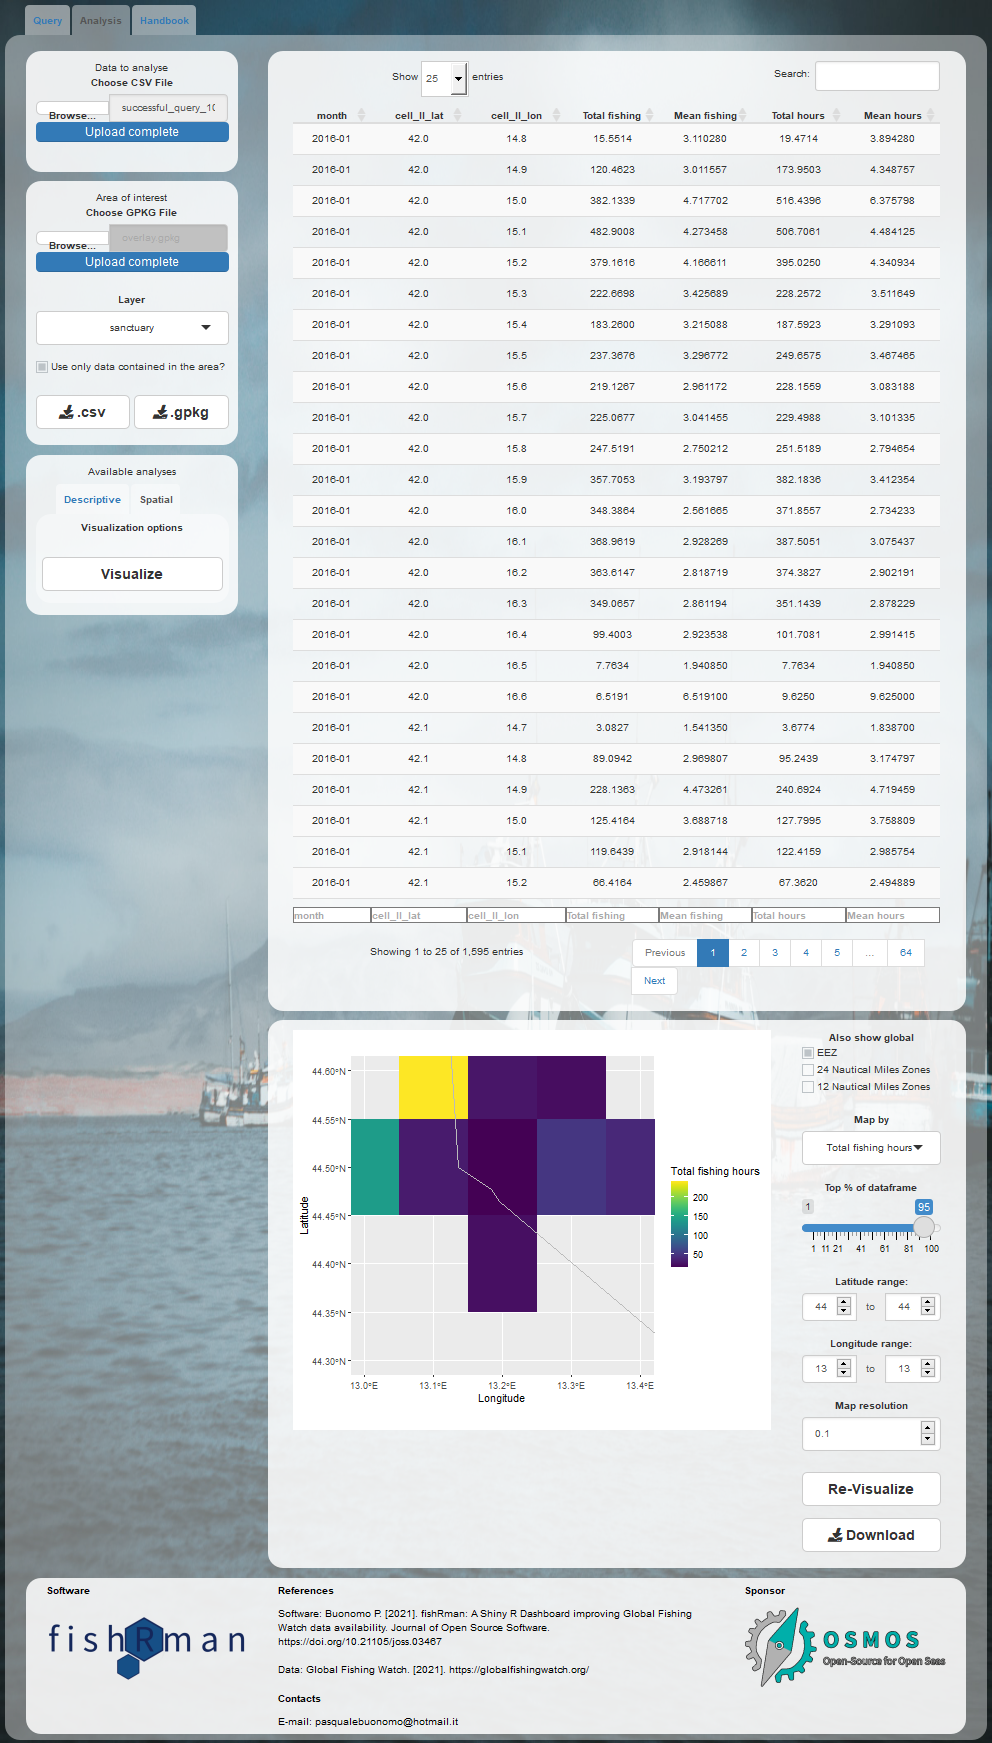 Query Analysis Handbook
Data to analyse
Choose CSV File
Browse... successful_query_1(
Upload complete
Area of interest
Choose GPKG File
Browse... overlay.gpkg
Upload complete
Layer
sanctuary
Use only data contained in the area?
.csv .gpkg
Available analyses
Descriptive Spatial
Visualization options
Visualize
Show 25 entries Search:
month cell_ll_lat cell_ll_lon Total fishing Mean fishing Total hours Mean hours
2016-01 42.0 14.8 15.5514 3.110280 19.4714 3.894280
2016-01 42.0 14.9 120.4623 3.011557 173.9503 4.348757
2016-01 42.0 15.0 382.1339 4.717702 516.4396 6.375798
2016-01 42.0 15.1 482.9008 4.273458 506.7061 4.484125
2016-01 42.0 15.2 379.1616 4.166611 395.0250 4.340934
2016-01 42.0 15.3 222.6698 3.425689 228.2572 3.511649
2016-01 42.0 15.4 183.2600 3.215088 187.5923 3.291093
2016-01 42.0 15.5 237.3676 3.296772 249.6575 3.467465
2016-01 42.0 15.6 219.1267 2.961172 228.1559 3.083188
2016-01 42.0 15.7 225.0677 3.041455 229.4988 3.101335
2016-01 42.0 15.8 247.5191 2.750212 251.5189 2.794654
2016-01 42.0 15.9 357.7053 3.193797 382.1836 3.412354
2016-01 42.0 16.0 348.3864 2.561665 371.8557 2.734233
2016-01 42.0 16.1 368.9619 2.928269 387.5051 3.075437
2016-01 42.0 16.2 363.6147 2.818719 374.3827 2.902191
2016-01 42.0 16.3 349.0657 2.861194 351.1439 2.878229
2016-01 42.0 16.4 99.4003 2.923538 101.7081 2.991415
2016-01 42.0 16.5 7.7634 1.940850 7.7634 1.940850
2016-01 42.0 16.6 6.5191 6.519100 9.6250 9.625000
2016-01 42.1 14.7 3.0827 1.541350 3.6774 1.838700
2016-01 42.1 14.8 89.0942 2.969807 95.2439 3.174797
2016-01 42.1 14.9 228.1363 4.473261 240.6924 4.719459
2016-01 42.1 15.0 125.4164 3.688718 127.7995 3.758809
2016-01 42.1 15.1 119.6439 2.918144 122.4159 2.985754
2016-01 42.1 15.2 66.4164 2.459867 67.3620 2.494889
month cell_ll_lat cell_ll_lon Total fishing Mean fishing Total hours Mean hours
Showing 1 to 25 of 1,595 entries
Previous 1 2 3 4 5 ... 64
Next
44.60°N
44.55°N
44.50°N
44.45°N
44.40°N
44.35°N
44.30°N
Latitude
13.0°E 13.1°E 13.2°E 13.3°E 13.4°E
Longitude
Total fishing hours
200
150
100
50
Also show global
EEZ
24 Nautical Miles Zones
12 Nautical Miles Zones
Map by
Total fishing hours
Top % of dataframe
1 95
1 11 21 41 61 81 100
Latitude range:
44 to 44
Longitude range:
13 to 13
Map resolution
0.1
Re-Visualize
Download
Software
fishRman
References
Software: Buonomo P. [2021]. fishRman: A Shiny R Dashboard improving Global Fishing
Watch data availability. Journal of Open Source Software.
https://doi.org/10.21105/joss.03467
Data: Global Fishing Watch. [2021]. https://globalfishingwatch.org/
Contacts
E-mail: pasqualebuonomo@hotmail.it
Sponsor
OSMOS
Open-Source for Open Seas